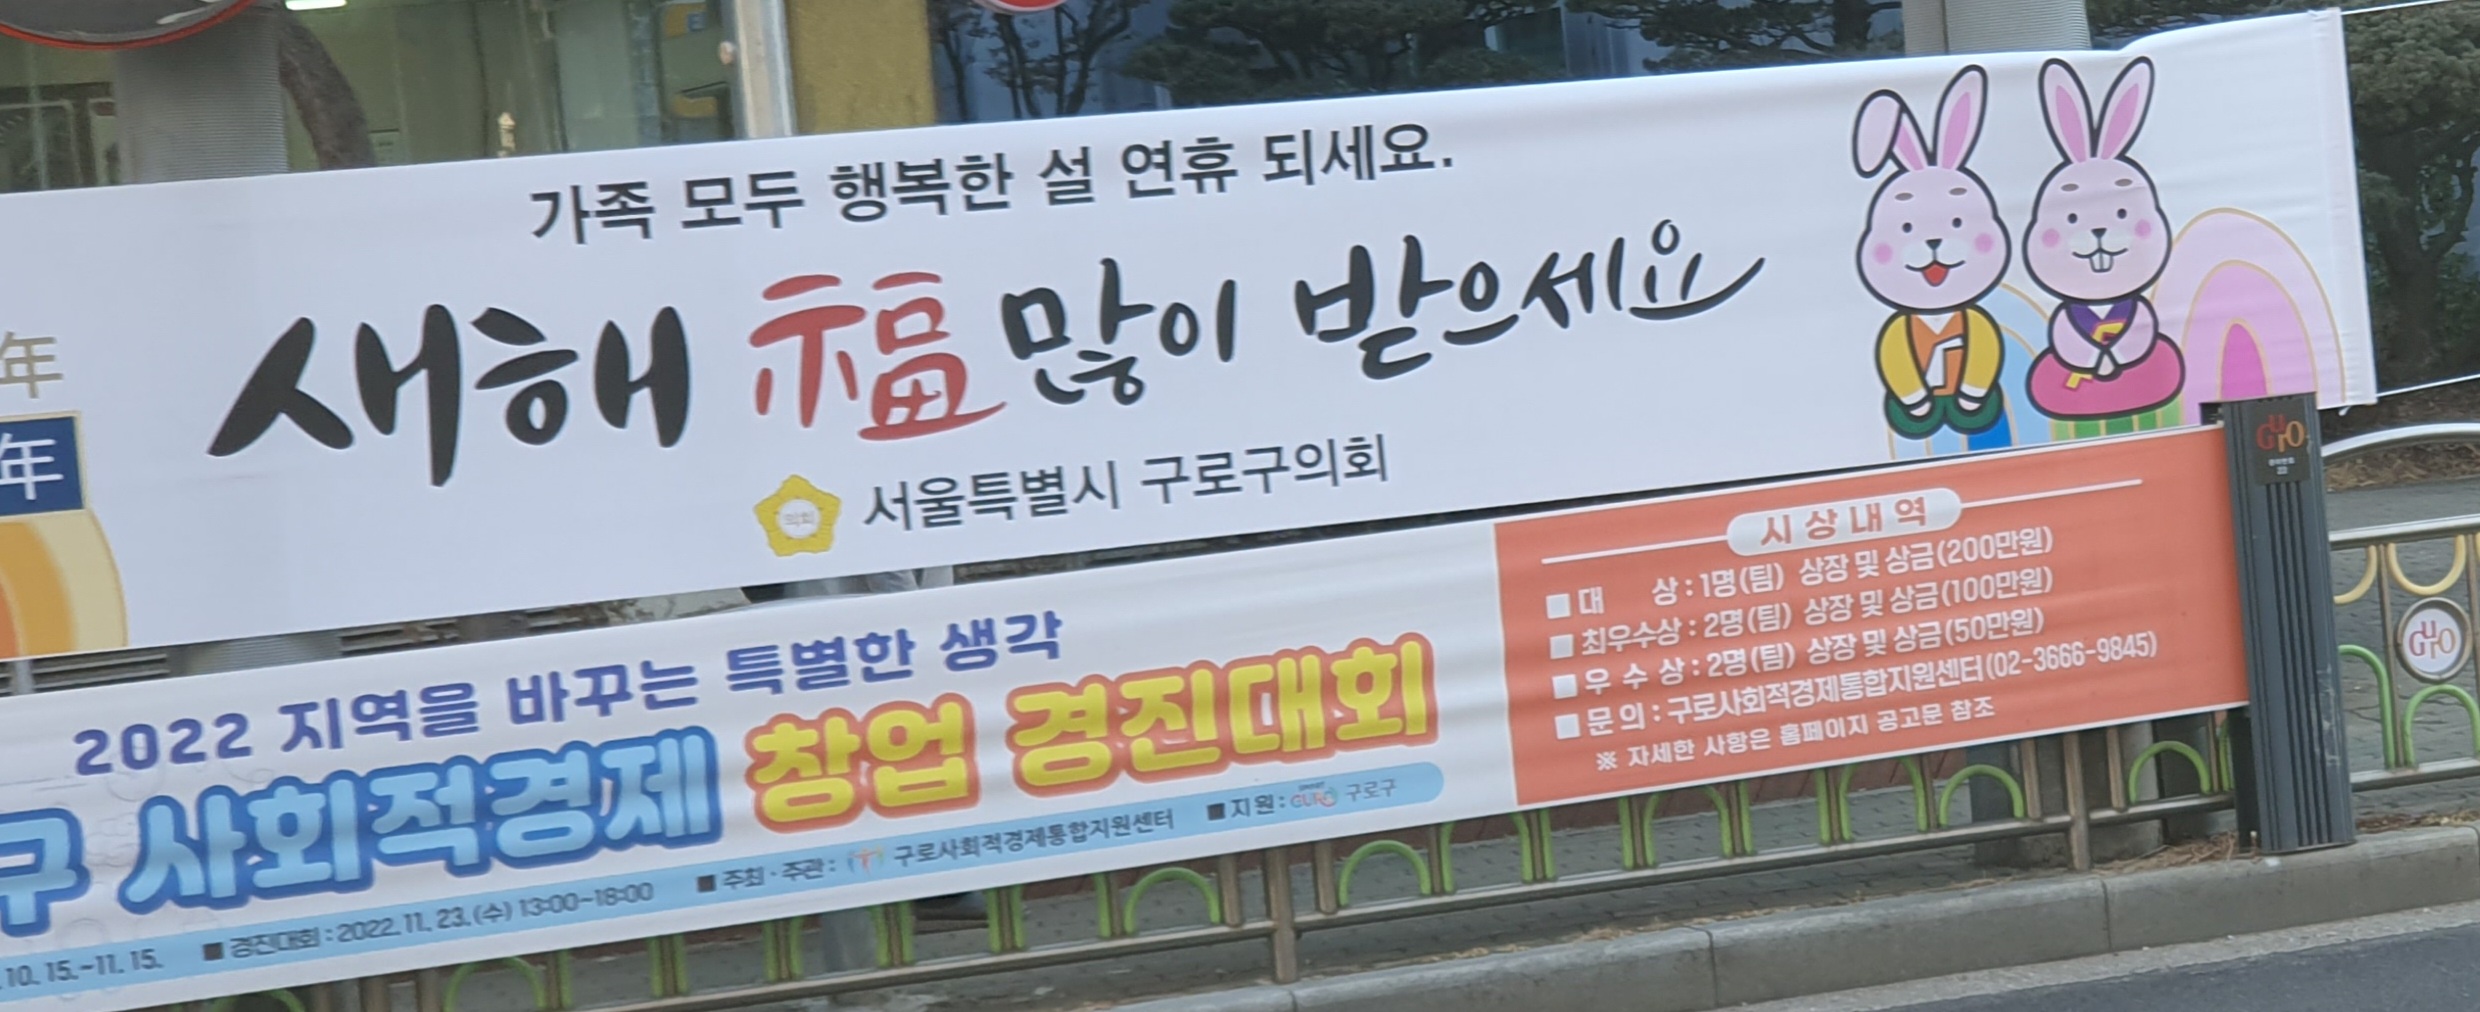 가족 모두 행복한 설 연휴 되세요.
새해 福 많이 받으세요
年
年
의회 서울특별시 구로구의회
GURO
2022 지역을 바꾸는 특별한 생각
구 사회적경제 창업 경진대회
10. 15.~11. 15. ■ 경진대회 : 2022. 11. 23.(수) 13:00~18:00 ■ 주최·주관 : 구로사회적경제통합지원센터 ■ 지원 : GURO 구로구
시상내역
■ 대 상 : 1명(팀) 상장 및 상금(200만원)
■ 최우수상 : 2명(팀) 상장 및 상금(100만원)
■ 우 수 상 : 2명(팀) 상장 및 상금(50만원)
■ 문 의 : 구로사회적경제통합지원센터(02-3666-9845)
※ 자세한 사항은 홈페이지 공고문 참조
GURO